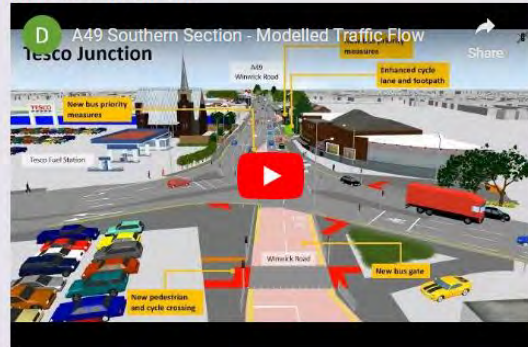 D A49 Southern Section - Modelled Traffic Flow
Share
Tesco Junction
measures
A49
Winwick Road
Enhanced cycle
lane and footpath
New bus priority
measures
TESCO
Tesco Fuel Station
Winwick Road
New bus gate
New pedestrian
and cycle crossing